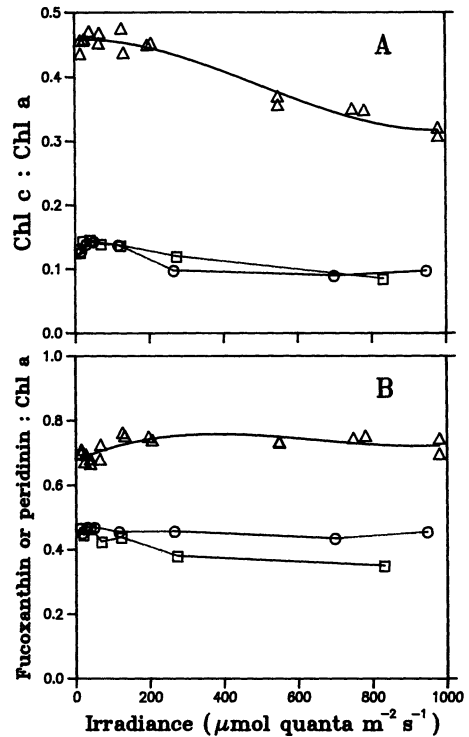 0.5
A
0.4
0.3
0.2
0.1
0.0
Chl c : Chl a
1.0
B
0.8
0.6
0.4
0.2
0.0
Fucoxanthin or peridinin : Chl a
0 200 400 600 800 1000
Irradiance (μmol quanta m⁻² s⁻¹)